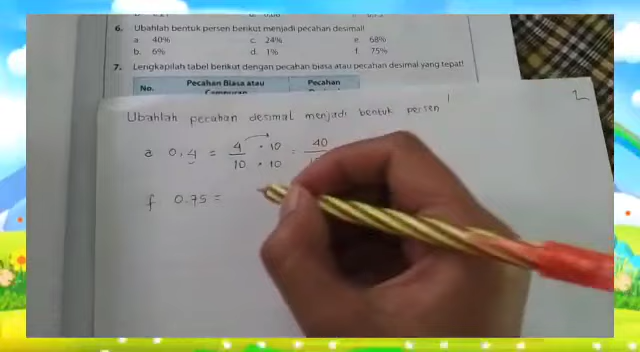 6. Ubahlah bentuk persen berikut menjadi pecahan desimal!
a. 40% c. 24% e. 68%
b. 6% d. 1% f. 75%
7. Lengkapilah tabel berikut dengan pecahan biasa atau pecahan desimal yang tepat!
No. Pecahan Biasa atau Pecahan
Campuran
Ubahlah pecahan desimal menjadi bentuk persen !
a 0.4 = 4/10 × 10/10 = 40
f 0.75 =